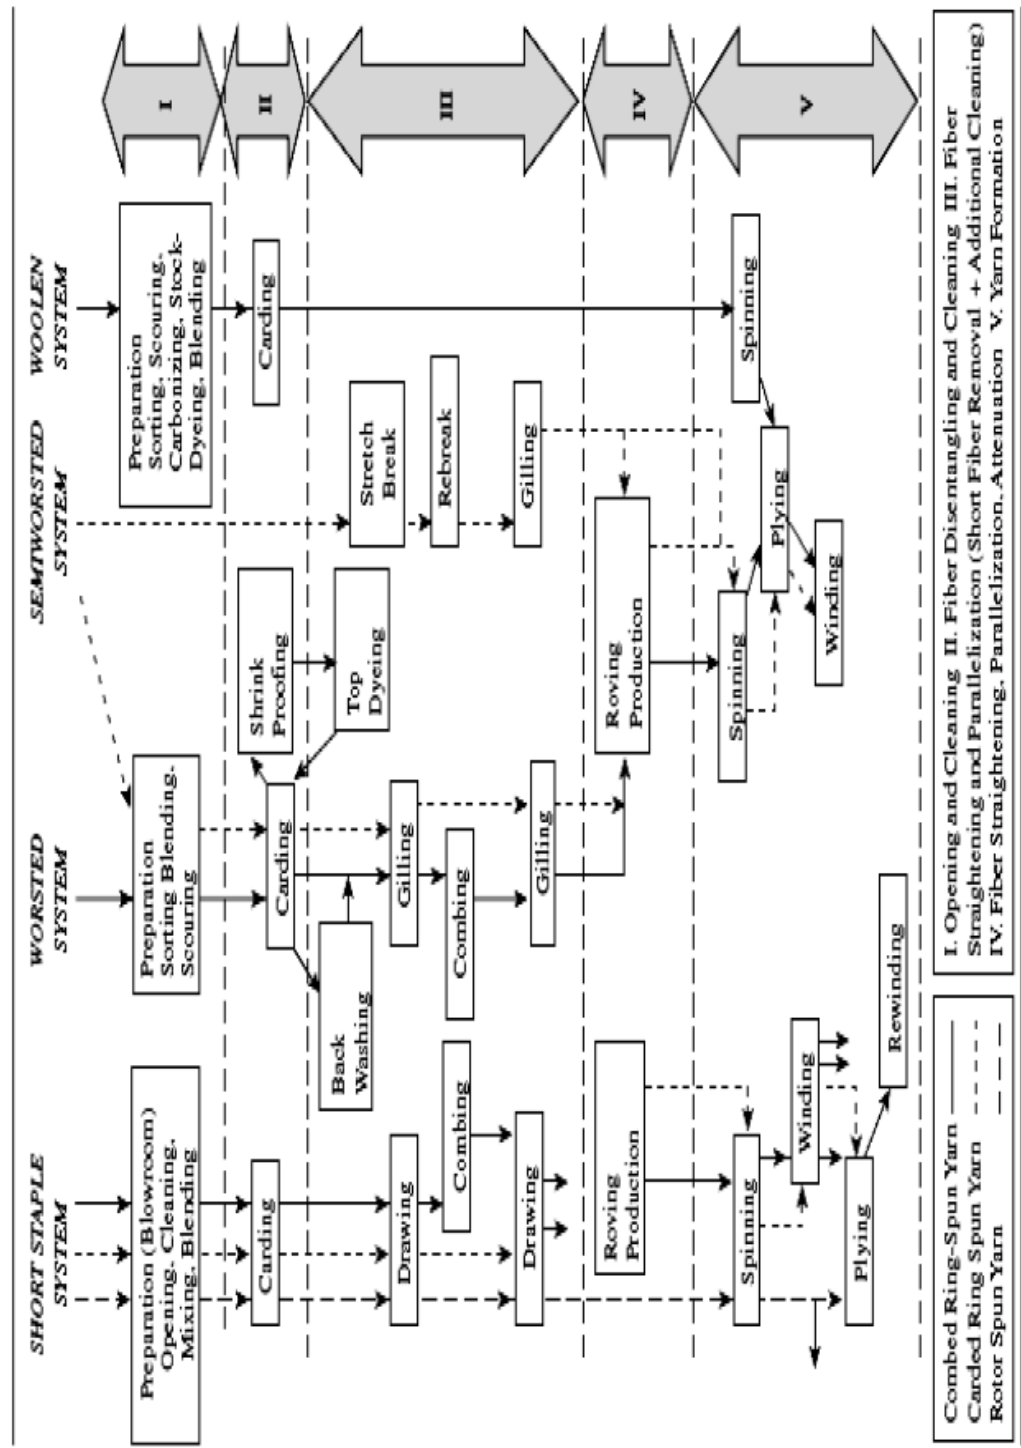 SHORT STAPLE
SYSTEM
WORSTED
SYSTEM
SEMIWORSTED
SYSTEM
WOOLEN
SYSTEM
Preparation (Blowroom)
Opening, Cleaning,
Mixing, Blending
Preparation
Sorting Blending,
Scouring
Preparation
Sorting, Scouring,
Carbonizing, Stock-
Dyeing, Blending
I
Carding
Carding
Shrink
Proofing
Carding
II
Back
Washing
Top
Dyeing
Stretch
Break
Drawing
Gilling
Rebreak
III
Combing
Combing
Drawing
Gilling
Gilling
Roving
Production
Roving
Production
IV
Spinning
Spinning
Spinning
Winding
Plying
V
Plying
Winding
Rewinding
Combed Ring-Spun Yarn
Carded Ring Spun Yarn
Rotor Spun Yarn
I. Opening and Cleaning II. Fiber Disentangling and Cleaning III. Fiber
Straightening and Parallelization (Short Fiber Removal + Additional Cleaning)
IV. Fiber Straightening, Parallelization, Attenuation V. Yarn Formation